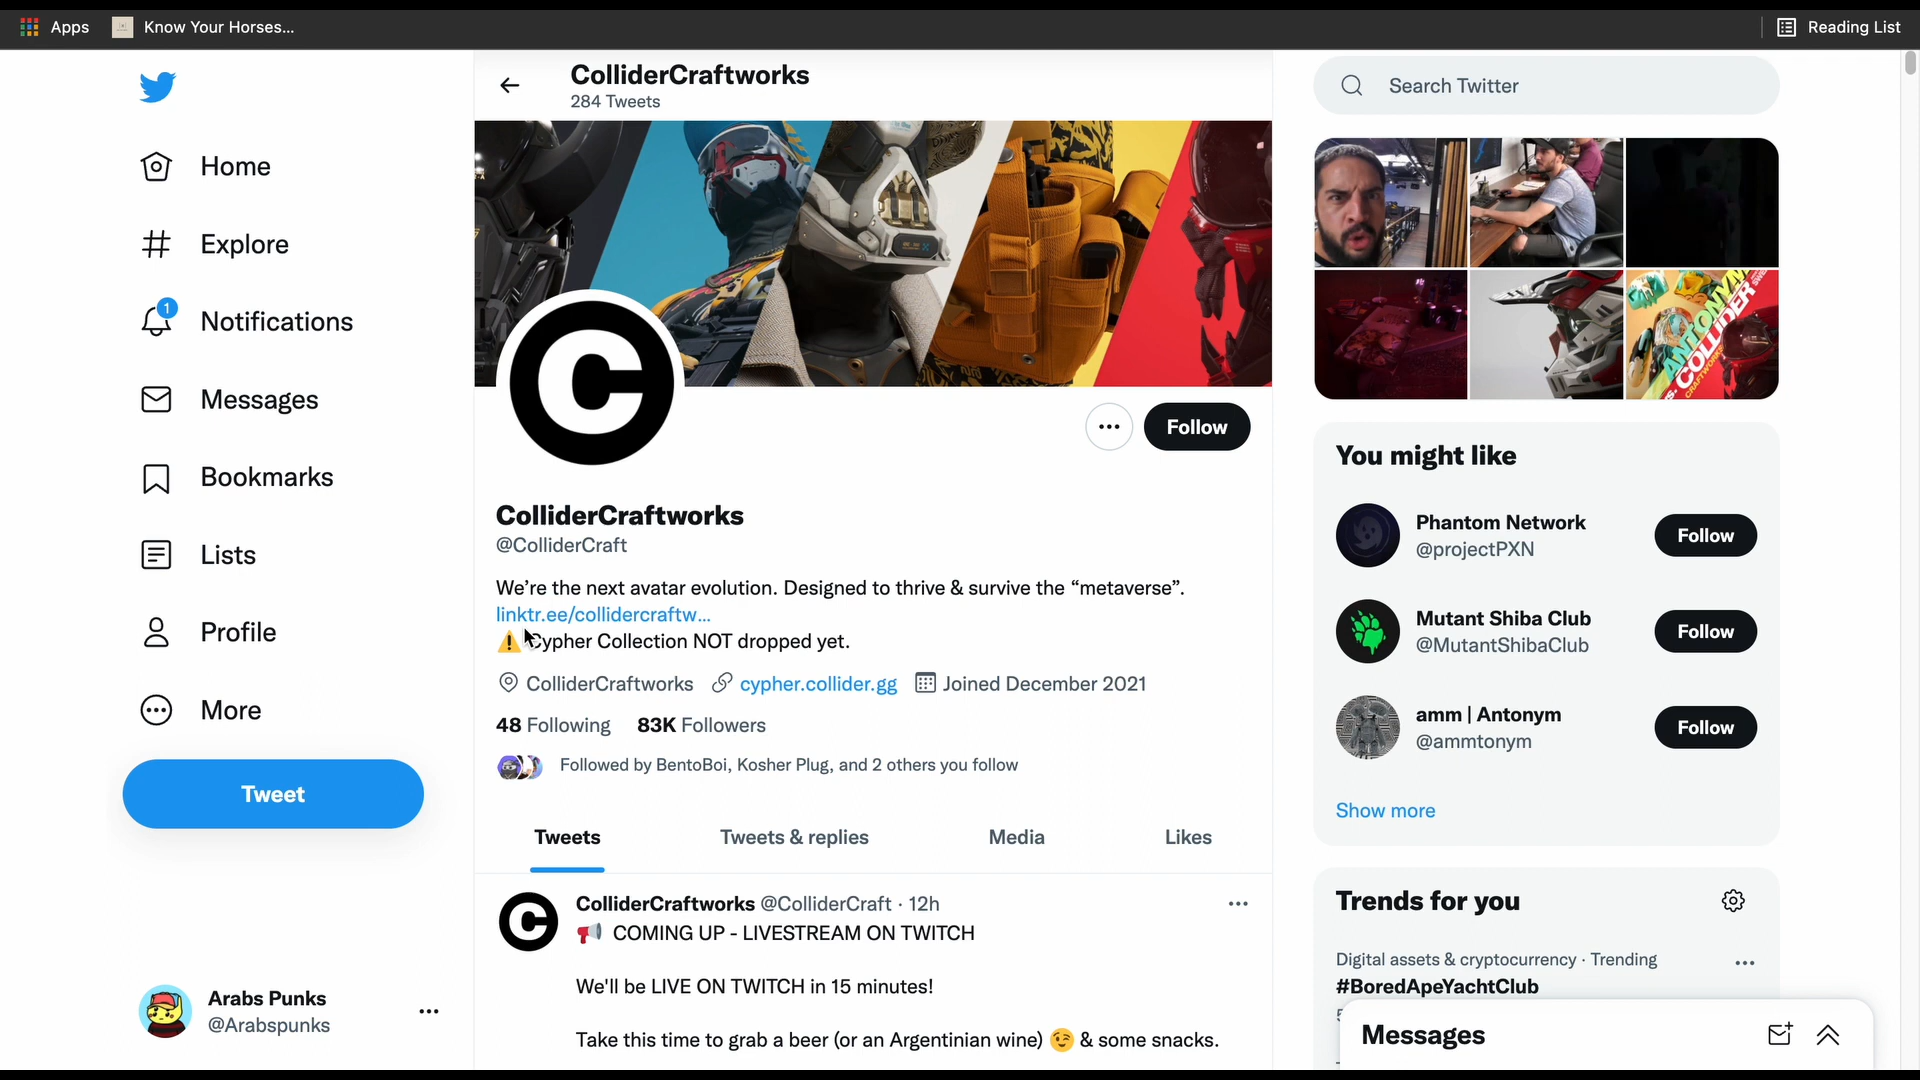 Apps
Know Your Horses...
Reading List
Home
Explore
1
Notifications
Messages
Bookmarks
Lists
Profile
More
Tweet
Arabs Punks
@Arabspunks
ColliderCraftworks
284 Tweets
C
Follow
ColliderCraftworks
@ColliderCraft
We're the next avatar evolution. Designed to thrive & survive the “metaverse”.
linktr.ee/collidercraftw...
⚠️ Cypher Collection NOT dropped yet.
ColliderCraftworks cypher.collider.gg Joined December 2021
48 Following 83K Followers
Followed by BentoBoi, Kosher Plug, and 2 others you follow
Tweets Tweets & replies Media Likes
C
ColliderCraftworks @ColliderCraft · 12h
📢 COMING UP - LIVESTREAM ON TWITCH
We'll be LIVE ON TWITCH in 15 minutes!
Take this time to grab a beer (or an Argentinian wine) 😉 & some snacks.
Search Twitter
ANTONYM
COLLIDER
You might like
Phantom Network
@projectPXN
Follow
Mutant Shiba Club
@MutantShibaClub
Follow
amm | Antonym
@ammtonym
Follow
Show more
Trends for you
Digital assets & cryptocurrency · Trending
#BoredApeYachtClub
Messages